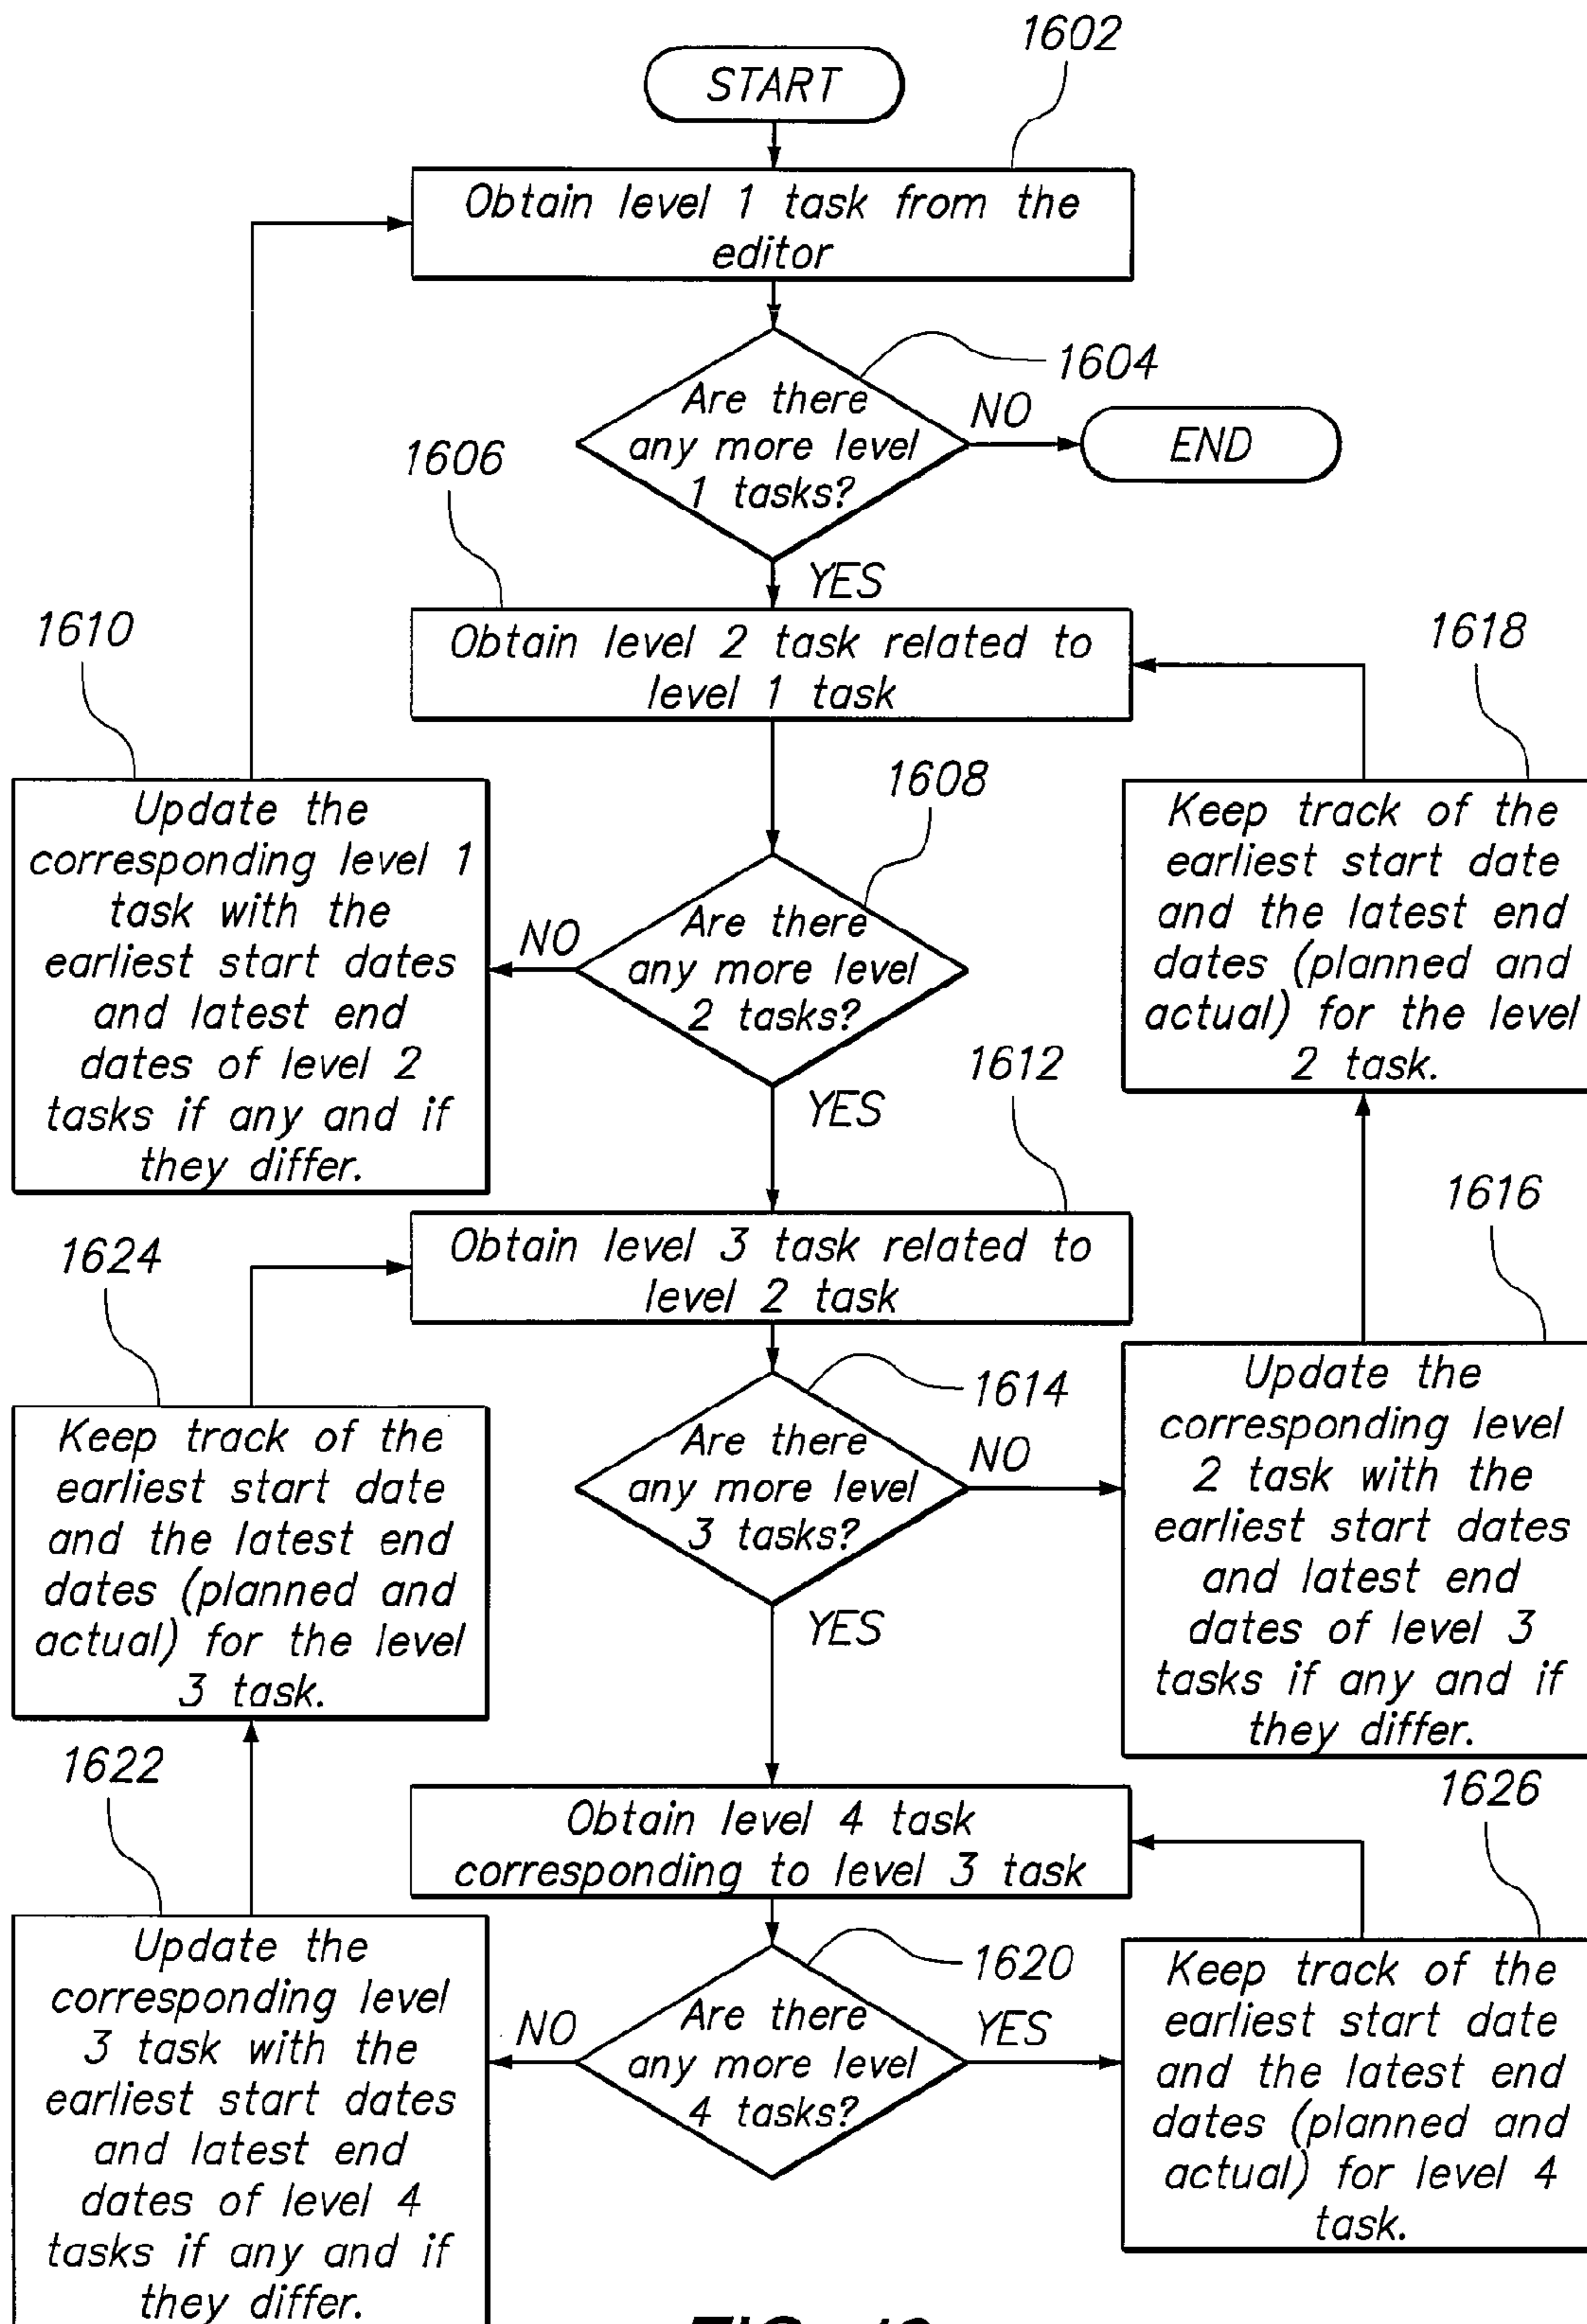 1602
START
Obtain level 1 task from the
editor
1604
Are there
any more level
1 tasks?
NO
END
1606
YES
Obtain level 2 task related to
level 1 task
1610
1618
Update the
corresponding level 1
task with the
earliest start dates
and latest end
dates of level 2
tasks if any and if
they differ.
1608
Are there
any more level
2 tasks?
NO
YES
Keep track of the
earliest start date
and the latest end
dates (planned and
actual) for the level
2 task.
1612
Obtain level 3 task related to
level 2 task
1616
1624
Keep track of the
earliest start date
and the latest end
dates (planned and
actual) for the level
3 task.
1614
Are there
any more level
3 tasks?
NO
YES
Update the
corresponding level
2 task with the
earliest start dates
and latest end
dates of level 3
tasks if any and if
they differ.
1622
Obtain level 4 task
corresponding to level 3 task
1626
Update the
corresponding level
3 task with the
earliest start dates
and latest end
dates of level 4
tasks if any and if
they differ.
1620
Are there
any more level
4 tasks?
NO
YES
Keep track of the
earliest start date
and the latest end
dates (planned and
actual) for level 4
task.